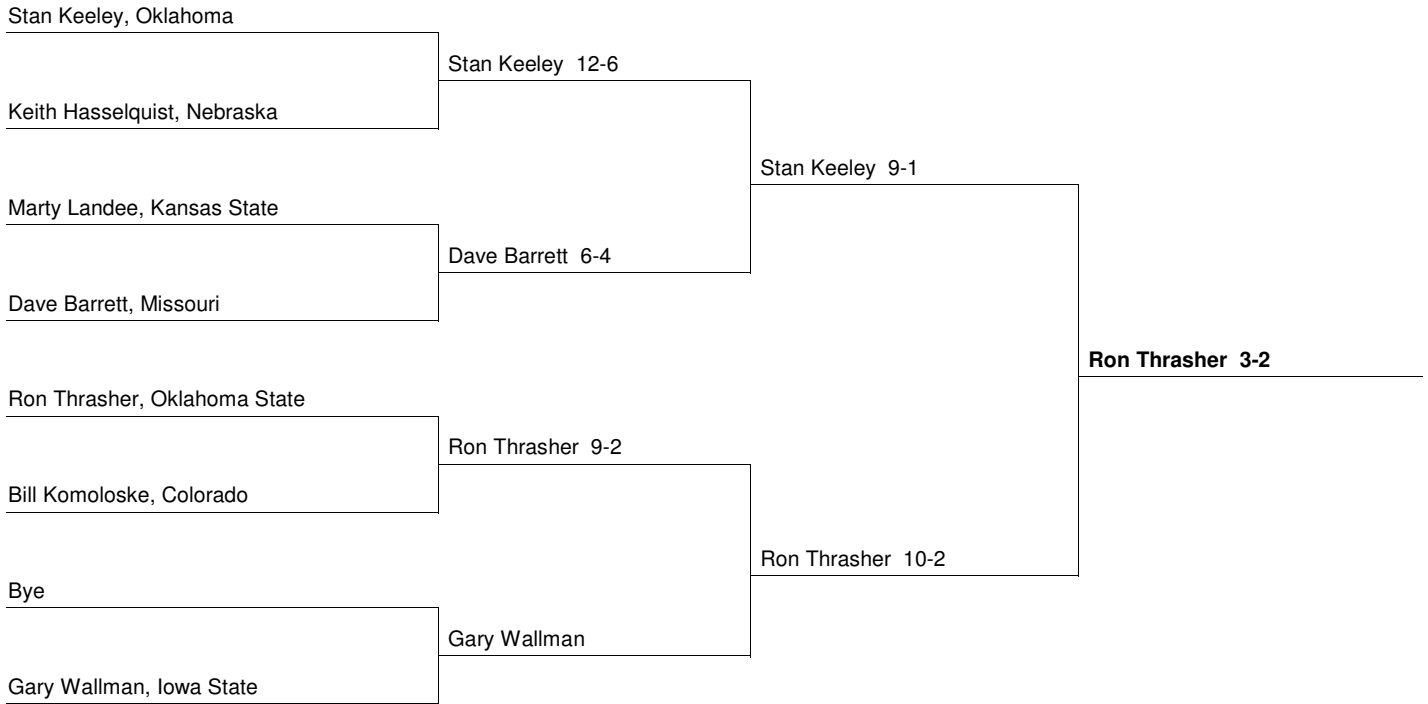 Stan Keeley, Oklahoma
Stan Keeley 12-6
Keith Hasselquist, Nebraska
Stan Keeley 9-1
Marty Landee, Kansas State
Dave Barrett 6-4
Dave Barrett, Missouri
Ron Thrasher 3-2
Ron Thrasher, Oklahoma State
Ron Thrasher 9-2
Bill Komoloske, Colorado
Ron Thrasher 10-2
Bye
Gary Wallman
Gary Wallman, Iowa State